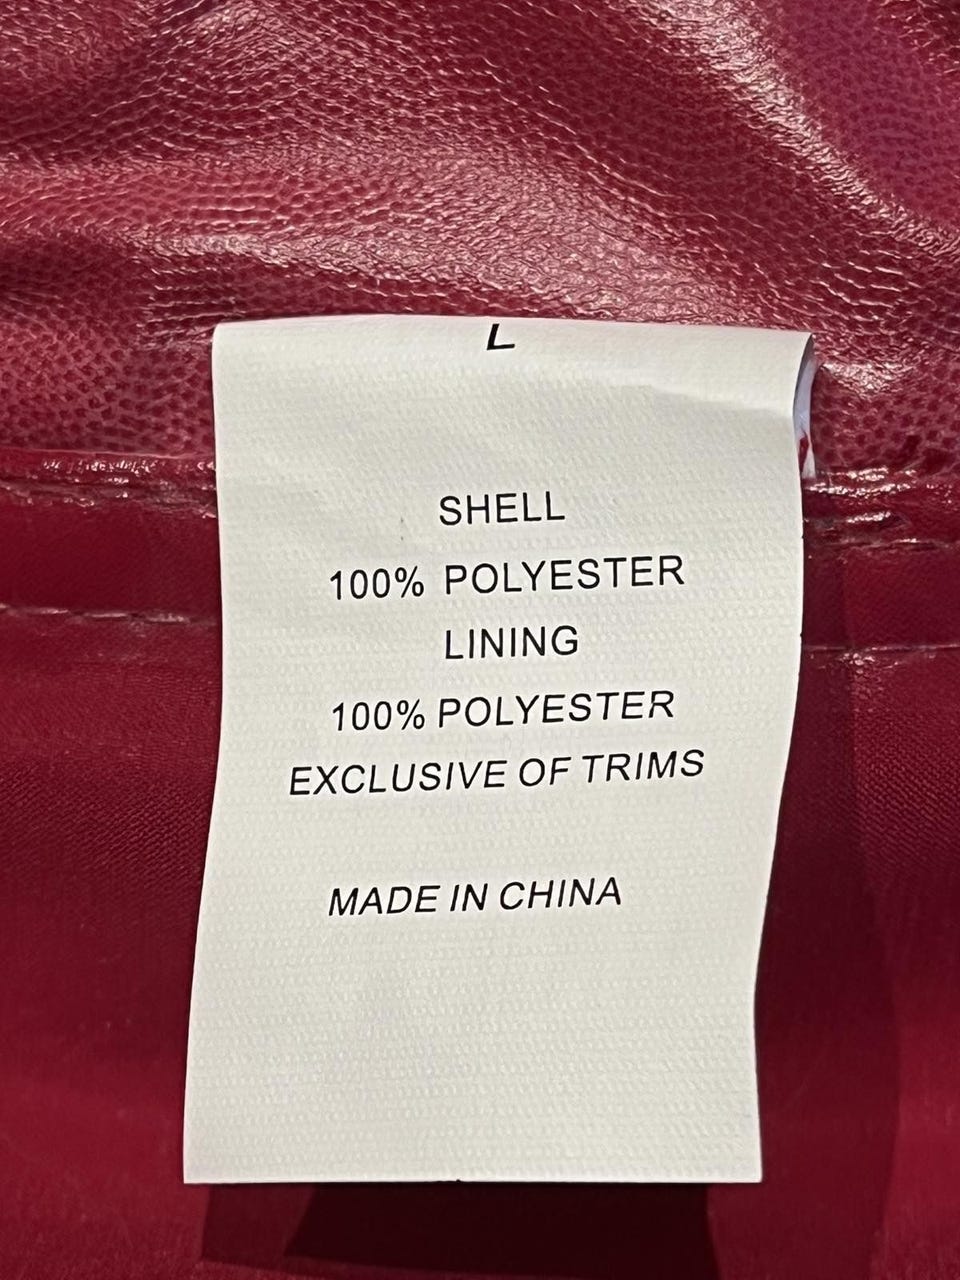 L
SHELL
100% POLYESTER
LINING
100% POLYESTER
EXCLUSIVE OF TRIMS
MADE IN CHINA